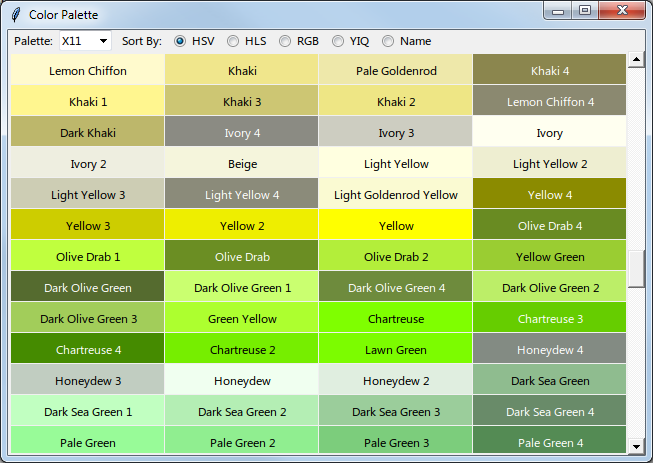 Color Palette
Palette: X11 Sort By: HSV HLS RGB YIQ Name
Lemon Chiffon Khaki Pale Goldenrod Khaki 4
Khaki 1 Khaki 3 Khaki 2 Lemon Chiffon 4
Dark Khaki Ivory 4 Ivory 3 Ivory
Ivory 2 Beige Light Yellow Light Yellow 2
Light Yellow 3 Light Yellow 4 Light Goldenrod Yellow Yellow 4
Yellow 3 Yellow 2 Yellow Olive Drab 4
Olive Drab 1 Olive Drab Olive Drab 2 Yellow Green
Dark Olive Green Dark Olive Green 1 Dark Olive Green 4 Dark Olive Green 2
Dark Olive Green 3 Green Yellow Chartreuse Chartreuse 3
Chartreuse 4 Chartreuse 2 Lawn Green Honeydew 4
Honeydew 3 Honeydew Honeydew 2 Dark Sea Green
Dark Sea Green 1 Dark Sea Green 2 Dark Sea Green 3 Dark Sea Green 4
Pale Green Pale Green 2 Pale Green 3 Pale Green 4